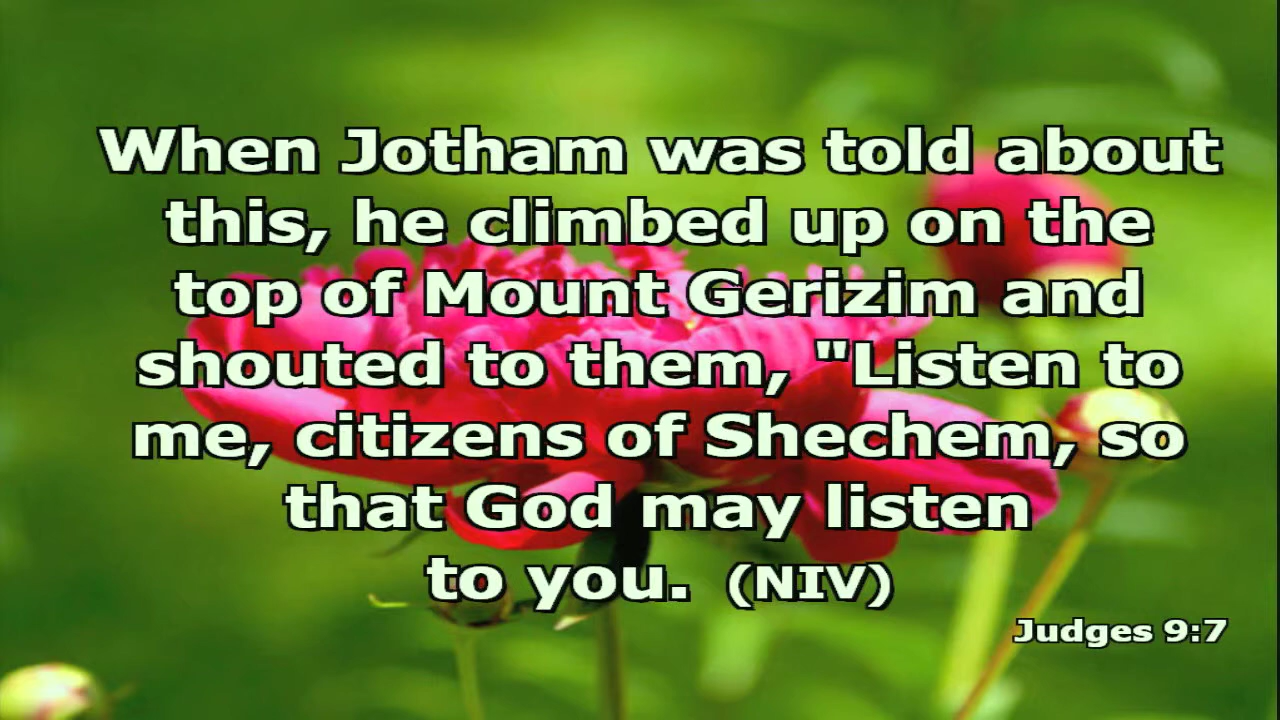 When Jotham was told about
this, he climbed up on the
top of Mount Gerizim and
shouted to them, "Listen to
me, citizens of Shechem, so
that God may listen
to you. (NIV)
Judges 9:7